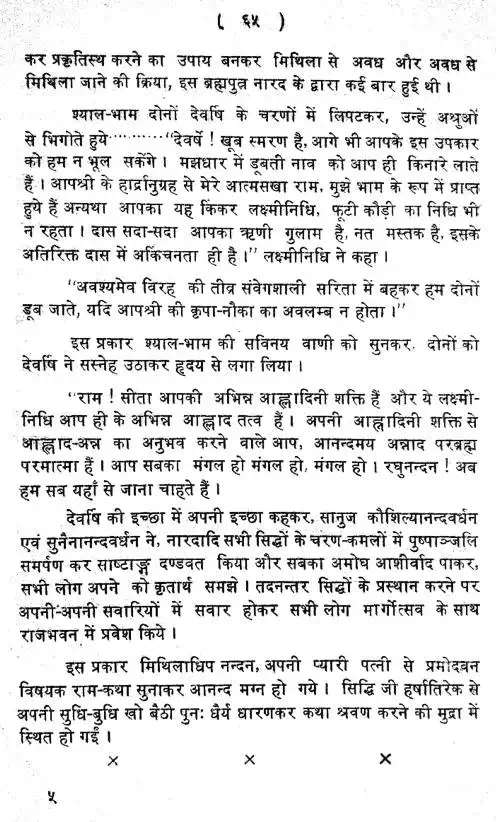 ( ६५ )
कर प्रकृतिस्थ करने का उपाय बनकर मिथिला से अवध और अवध से
मिथिला जाने की क्रिया, इस ब्रह्मपुत्र नारद के द्वारा कई बार हुई थी ।
श्याल-भाम दोनों देवर्षि के चरणों में लिपटकर, उन्हें अश्रुओं
से भिगोते हुये············“देवर्षे ! खूब स्मरण है, आगे भी आपके इस उपकार
को हम न भूल सकेंगे । मझधार में डूबती नाव को आप ही किनारे लाते
हैं । आपश्री के हार्द्रानुग्रह से मेरे आत्मसखा राम, मुझे भाम के रूप में प्राप्त
हुये हैं अन्यथा आपका यह किंकर लक्ष्मीनिधि, फूटी कौड़ी का निधि भी
न रहता । दास सदा-सदा आपका ऋणी गुलाम है, नत मस्तक है, इसके
अतिरिक्त दास में अकिंचनता ही है ।” लक्ष्मीनिधि ने कहा ।
“अवश्यमेव विरह की तीव्र संवेगशाली सरिता में बहकर हम दोनों
डूब जाते, यदि आपश्री की कृपा-नौका का अवलम्ब न होता ।”
इस प्रकार श्याल-भाम की सविनय वाणी को सुनकर दोनों को
देवर्षि ने सस्नेह उठाकर हृदय से लगा लिया ।
“राम ! सीता आपकी अभिन्न आह्लादिनी शक्ति हैं और ये लक्ष्मी-
निधि आप ही के अभिन्न आह्लाद तत्व हैं । अपनी आह्लादिनी शक्ति से
आह्लाद-अन्न का अनुभव करने वाले आप, आनन्दमय अन्नाद परब्रह्म
परमात्मा हैं । आप सबका मंगल हो मंगल हो, मंगल हो । रघुनन्दन ! अब
हम सब यहाँ से जाना चाहते हैं ।
देवर्षि की इच्छा में अपनी इच्छा कहकर, सानुज कौशिल्यानन्दवर्धन
एवं सुनैनानन्दवर्धन ने, नारदादि सभी सिद्धों के चरण-कमलों में पुष्पाञ्जलि
समर्पण कर साष्टाङ्ग दण्डवत किया और सबका अमोघ आशीर्वाद पाकर,
सभी लोग अपने को कृतार्थ समझे । तदनन्तर सिद्धों के प्रस्थान करने पर
अपनी-अपनी सवारियों में सवार होकर सभी लोग मार्गोत्सव के साथ
राजभवन में प्रवेश किये ।
इस प्रकार मिथिलाधिप नन्दन, अपनी प्यारी पत्नी से प्रमोदवन
विषयक राम-कथा सुनाकर आनन्द मग्न हो गये । सिद्धि जी हर्षातिरेक से
अपनी सुधि-बुधि खो बैठी पुनः धैर्य धारणकर कथा श्रवण करने की मुद्रा में
स्थित हो गईं ।
× × ×
५